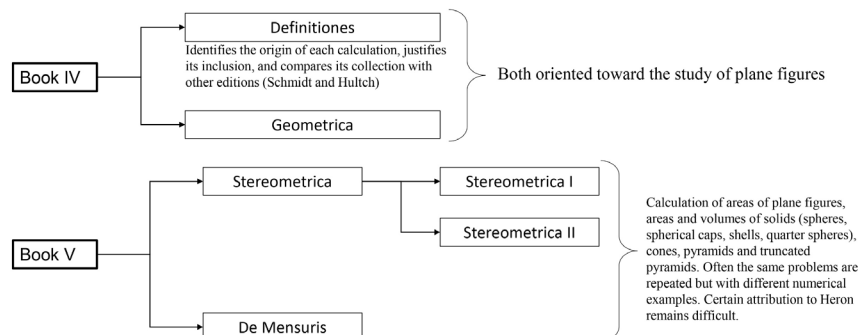 Definitiones
Identifies the origin of each calculation, justifies
its inclusion, and compares its collection with
other editions (Schmidt and Hultch)
Book IV
Both oriented toward the study of plane figures
Geometrica
Stereometrica
Stereometrica I
Stereometrica II
Book V
Calculation of areas of plane figures,
areas and volumes of solids (spheres,
spherical caps, shells, quarter spheres),
cones, pyramids and truncated
pyramids. Often the same problems are
repeated but with different numerical
examples. Certain attribution to Heron
remains difficult.
De Mensuris